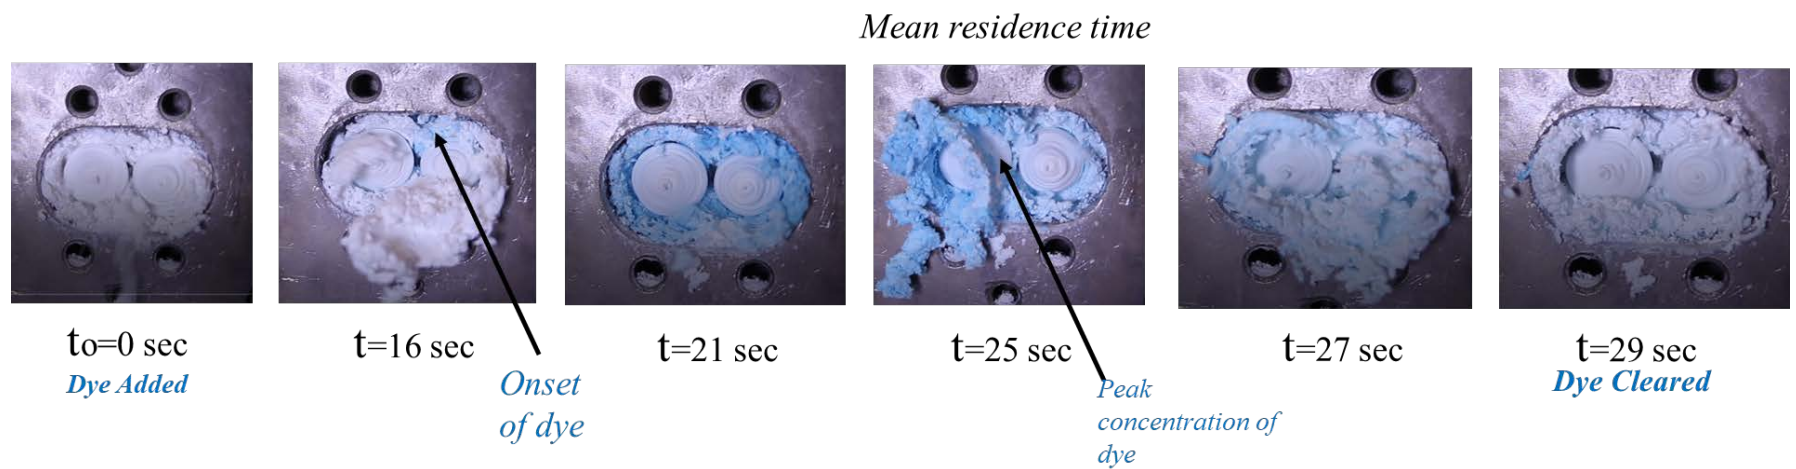 Mean residence time
to=0 sec
Dye Added
t=16 sec
Onset
of dye
t=21 sec
t=25 sec
Peak
concentration of
dye
t=27 sec
t=29 sec
Dye Cleared